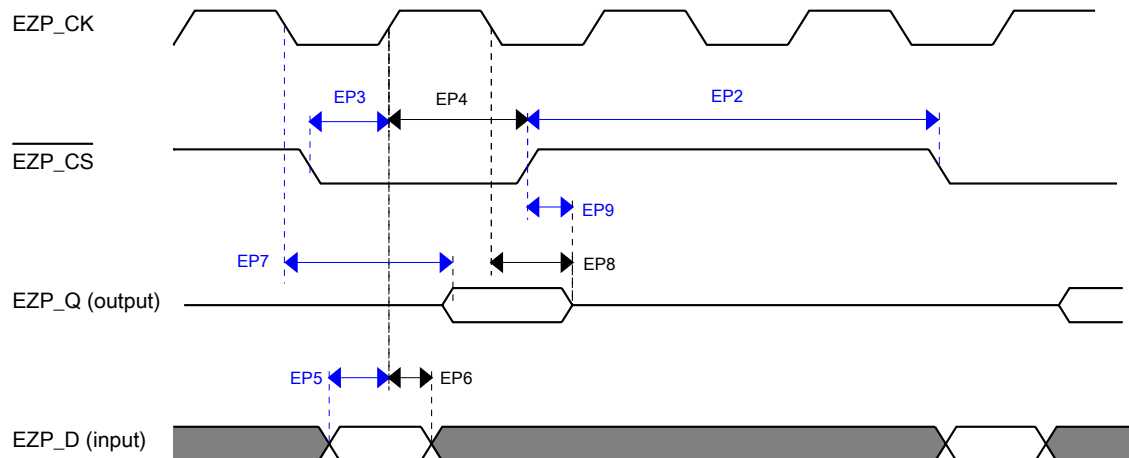 EZP_CK
EP3
EP4
EP2
EZP_CS
EP9
EP7
EP8
EZP_Q (output)
EP5
EP6
EZP_D (input)